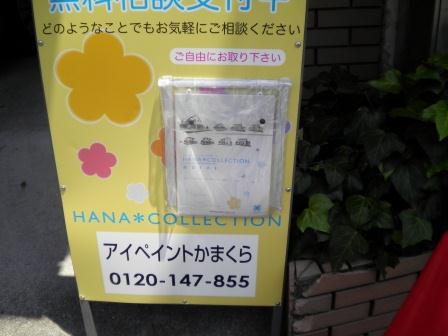 無料相談受付中
どのようなことでもお気軽にご相談ください
ご自由にお取り下さい
HANA*COLLECTION
HANA*COLLECTION
アイペイントかまくら
0120-147-855